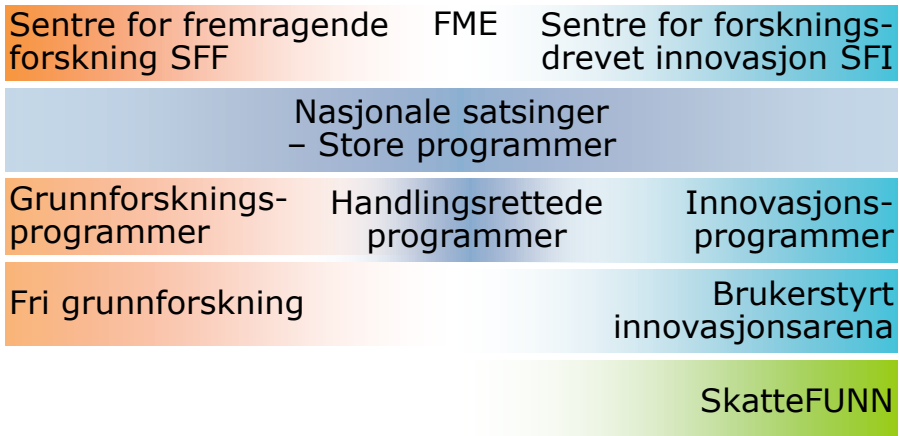 Sentre for fremragende
forskning SFF
FME
Sentre for forsknings-
drevet innovasjon SFI
Nasjonale satsinger
– Store programmer
Grunnforsknings-
programmer
Handlingsrettede
programmer
Innovasjons-
programmer
Fri grunnforskning
Brukerstyrt
innovasjonsarena
SkatteFUNN